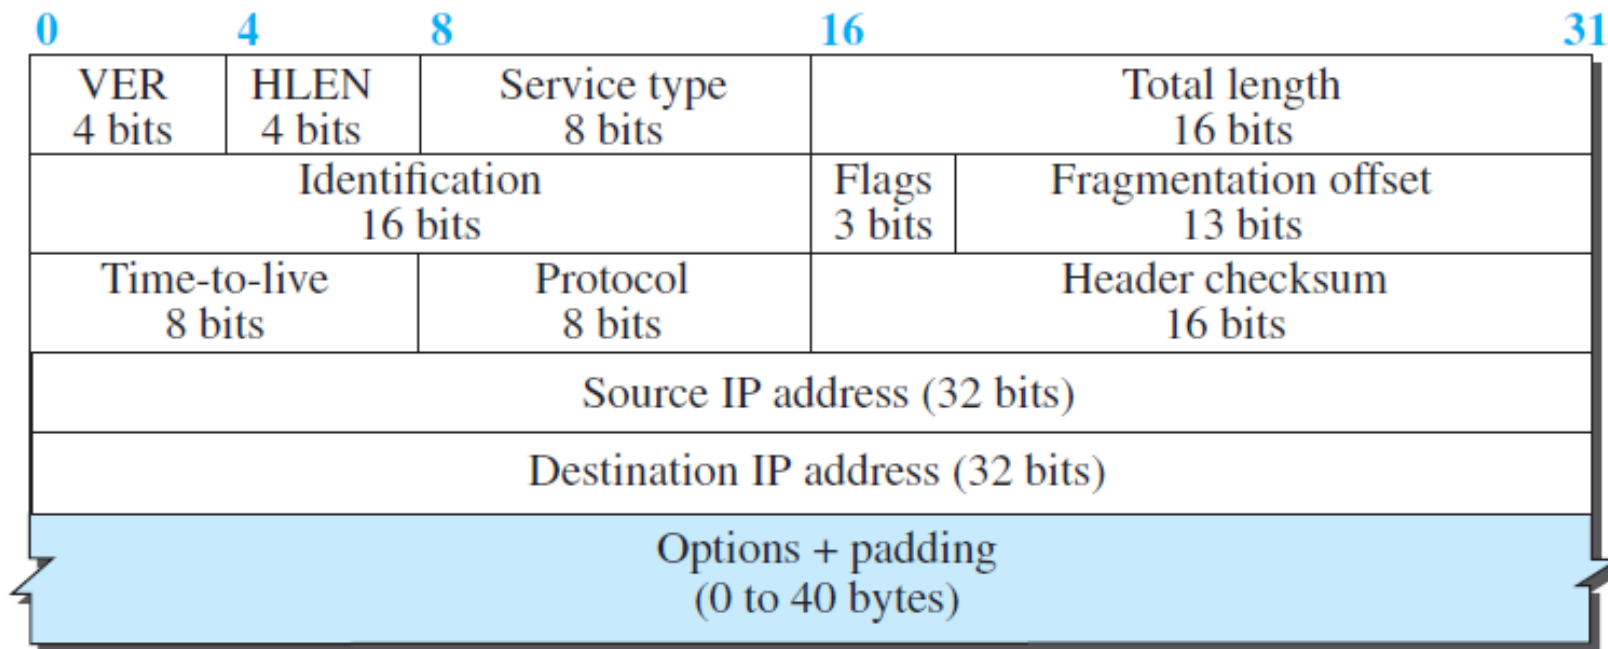 0 4 8 16 31
VER HLEN Service type Total length
4 bits 4 bits 8 bits 16 bits
Identification Flags Fragmentation offset
16 bits 3 bits 13 bits
Time-to-live Protocol Header checksum
8 bits 8 bits 16 bits
Source IP address (32 bits)
Destination IP address (32 bits)
Options + padding
(0 to 40 bytes)